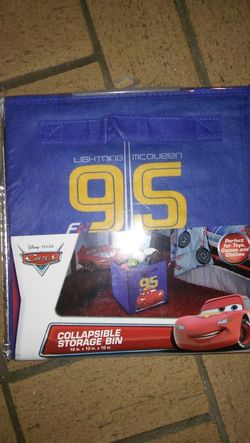 LIGHTNING McQUEEN
95
Disney·PIXAR
Cars
95
Perfect
for Toys,
Games and
Clothes
COLLAPSIBLE
STORAGE BIN
10 in. x 10 in. x 10 in.